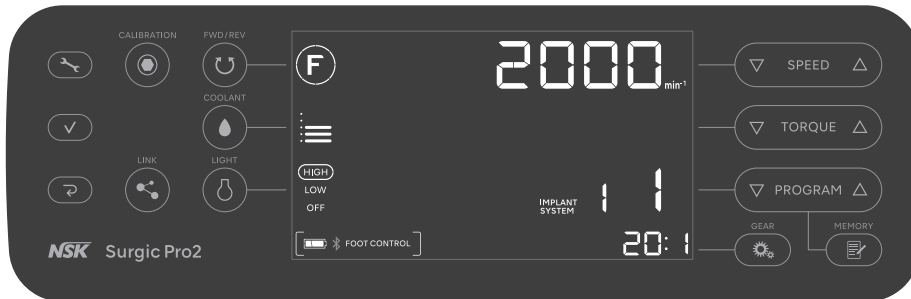 CALIBRATION FWD/REV
F 2000 min-1
SPEED
COOLANT
TORQUE
LINK LIGHT
HIGH
LOW
OFF
IMPLANT
SYSTEM
1 1
PROGRAM
FOOT CONTROL
20:1
GEAR MEMORY
NSK Surgic Pro2